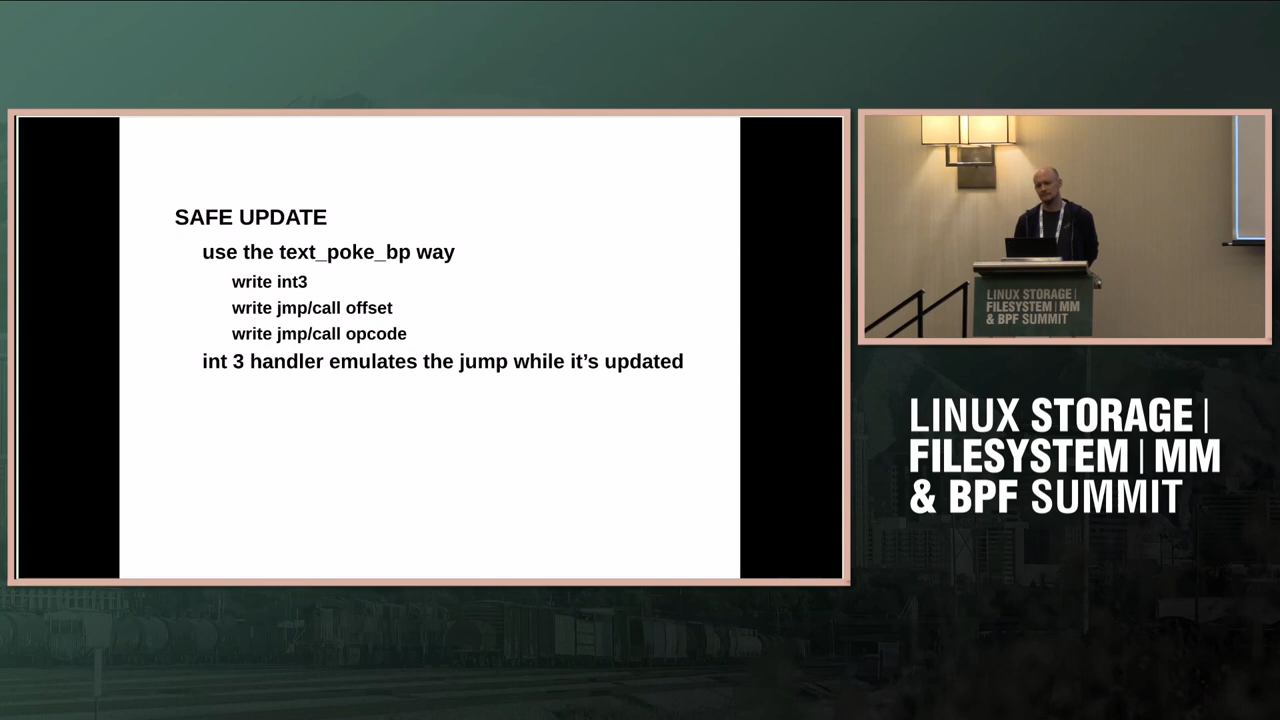 SAFE UPDATE
use the text_poke_bp way
write int3
write jmp/call offset
write jmp/call opcode
int 3 handler emulates the jump while it’s updated
LINUX STORAGE |
FILESYSTEM | MM
& BPF SUMMIT
LINUX STORAGE |
FILESYSTEM | MM
& BPF SUMMIT